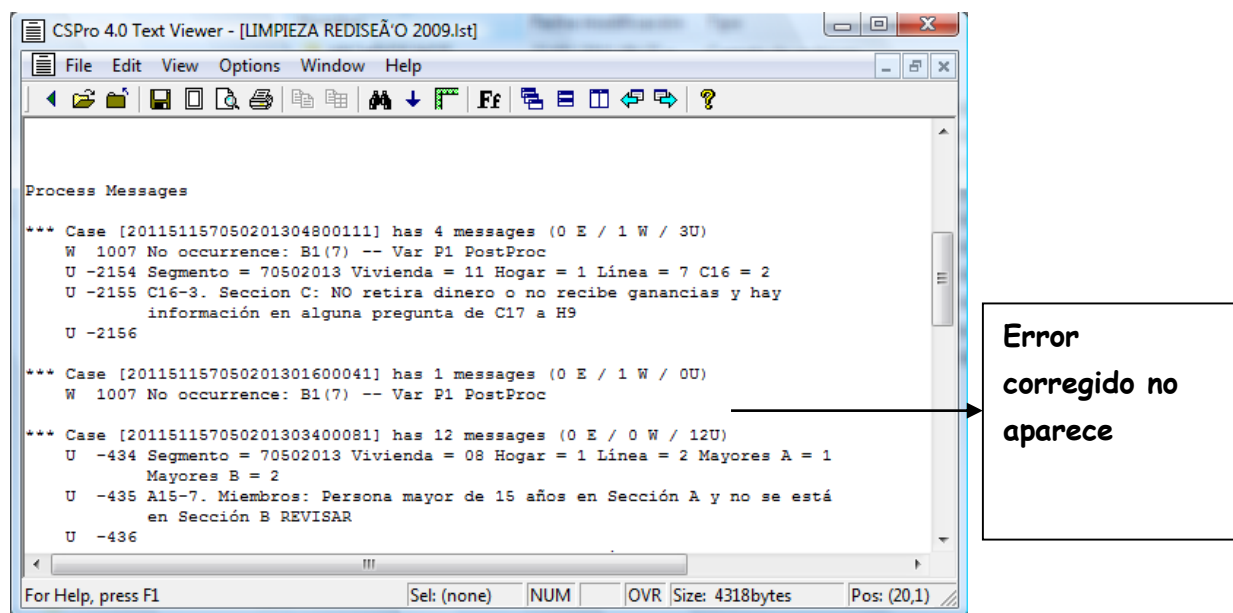 CSPro 4.0 Text Viewer - [LIMPIEZA REDISEÃ‘O 2009.lst]
File Edit View Options Window Help
Process Messages
*** Case [2011511570502013048001​11] has 4 messages (0 E / 1 W / 3U)
W 1007 No occurrence: B1(7) -- Var P1 PostProc
U -2154 Segmento = 70502013 Vivienda = 11 Hogar = 1 Línea = 7 C16 = 2
U -2155 C16-3. Seccion C: NO retira dinero o no recibe ganancias y hay
información en alguna pregunta de C17 a H9
U -2156
*** Case [201151157050201301600041] has 1 messages (0 E / 1 W / 0U)
W 1007 No occurrence: B1(7) -- Var P1 PostProc
*** Case [201151157050201303400081] has 12 messages (0 E / 0 W / 12U)
U -434 Segmento = 70502013 Vivienda = 08 Hogar = 1 Línea = 2 Mayores A = 1
Mayores B = 2
U -435 A15-7. Miembros: Persona mayor de 15 años en Sección A y no se está
en Sección B REVISAR
U -436
For Help, press F1 Sel: (none) NUM OVR Size: 4318bytes Pos: (20,1)
Error
corregido no
aparece